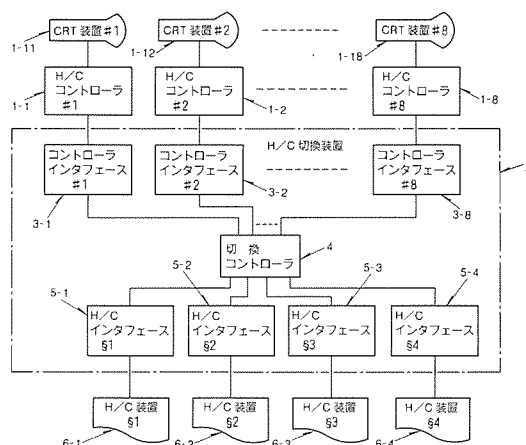 CRT 装置#1
CRT 装置#2
CRT 装置#8
1-11
1-12
1-18
H/C
コントローラ
#1
H/C
コントローラ
#2
H/C
コントローラ
#8
1-1
1-2
1-8
H/C 切換装置
コントローラ
インタフェース
#1
コントローラ
インタフェース
#2
コントローラ
インタフェース
#8
3-1
3-2
3-8
切 換
コントローラ
4
5-1
5-2
5-3
5-4
H/C
インタフェース
§1
H/C
インタフェース
§2
H/C
インタフェース
§3
H/C
インタフェース
§4
H/C 装置
§1
H/C 装置
§2
H/C 装置
§3
H/C 装置
§4
6-1
6-2
6-3
6-4